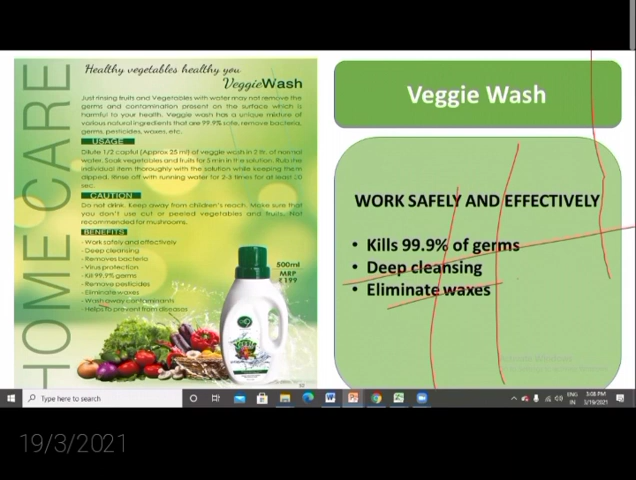 HOME CARE
Healthy vegetables healthy you
VeggieWash
Just rinsing fruits and Vegetables with water may not remove the
germs and contamination present on the surface which is
harmful to your health. Veggie wash has a unique mixture of
various natural ingredients that are 99.9% safe, remove bacteria,
germs, pesticides, waxes, etc.
USAGE
Dilute 1/2 capful (Approx 25 ml) of veggie wash in 2 ltr. of normal
water. Soak vegetables and fruits for 5 min in the solution. Rub the
individual item thoroughly with the solution while keeping them
dipped. Rinse off with running water for 2-3 times for at least 20
sec.
CAUTION
Do not drink. Keep away from children's reach. Make sure that
you don't use cut or peeled vegetables and fruits. Not
recommended for mushrooms.
BENEFITS
- Work safely and effectively
- Deep cleansing
- Removes bacteria
- Virus protection
- Kill 99.9% germs
- Remove pesticides
- Eliminate waxes
- Wash away contaminants
- Helps to prevent from diseases
500ml
MRP
₹199
Veggie Wash
WORK SAFELY AND EFFECTIVELY
• Kills 99.9% of germs
• Deep cleansing
• Eliminate waxes
Type here to search
ENG
IN
5:08 PM
3/19/2021
19/3/2021